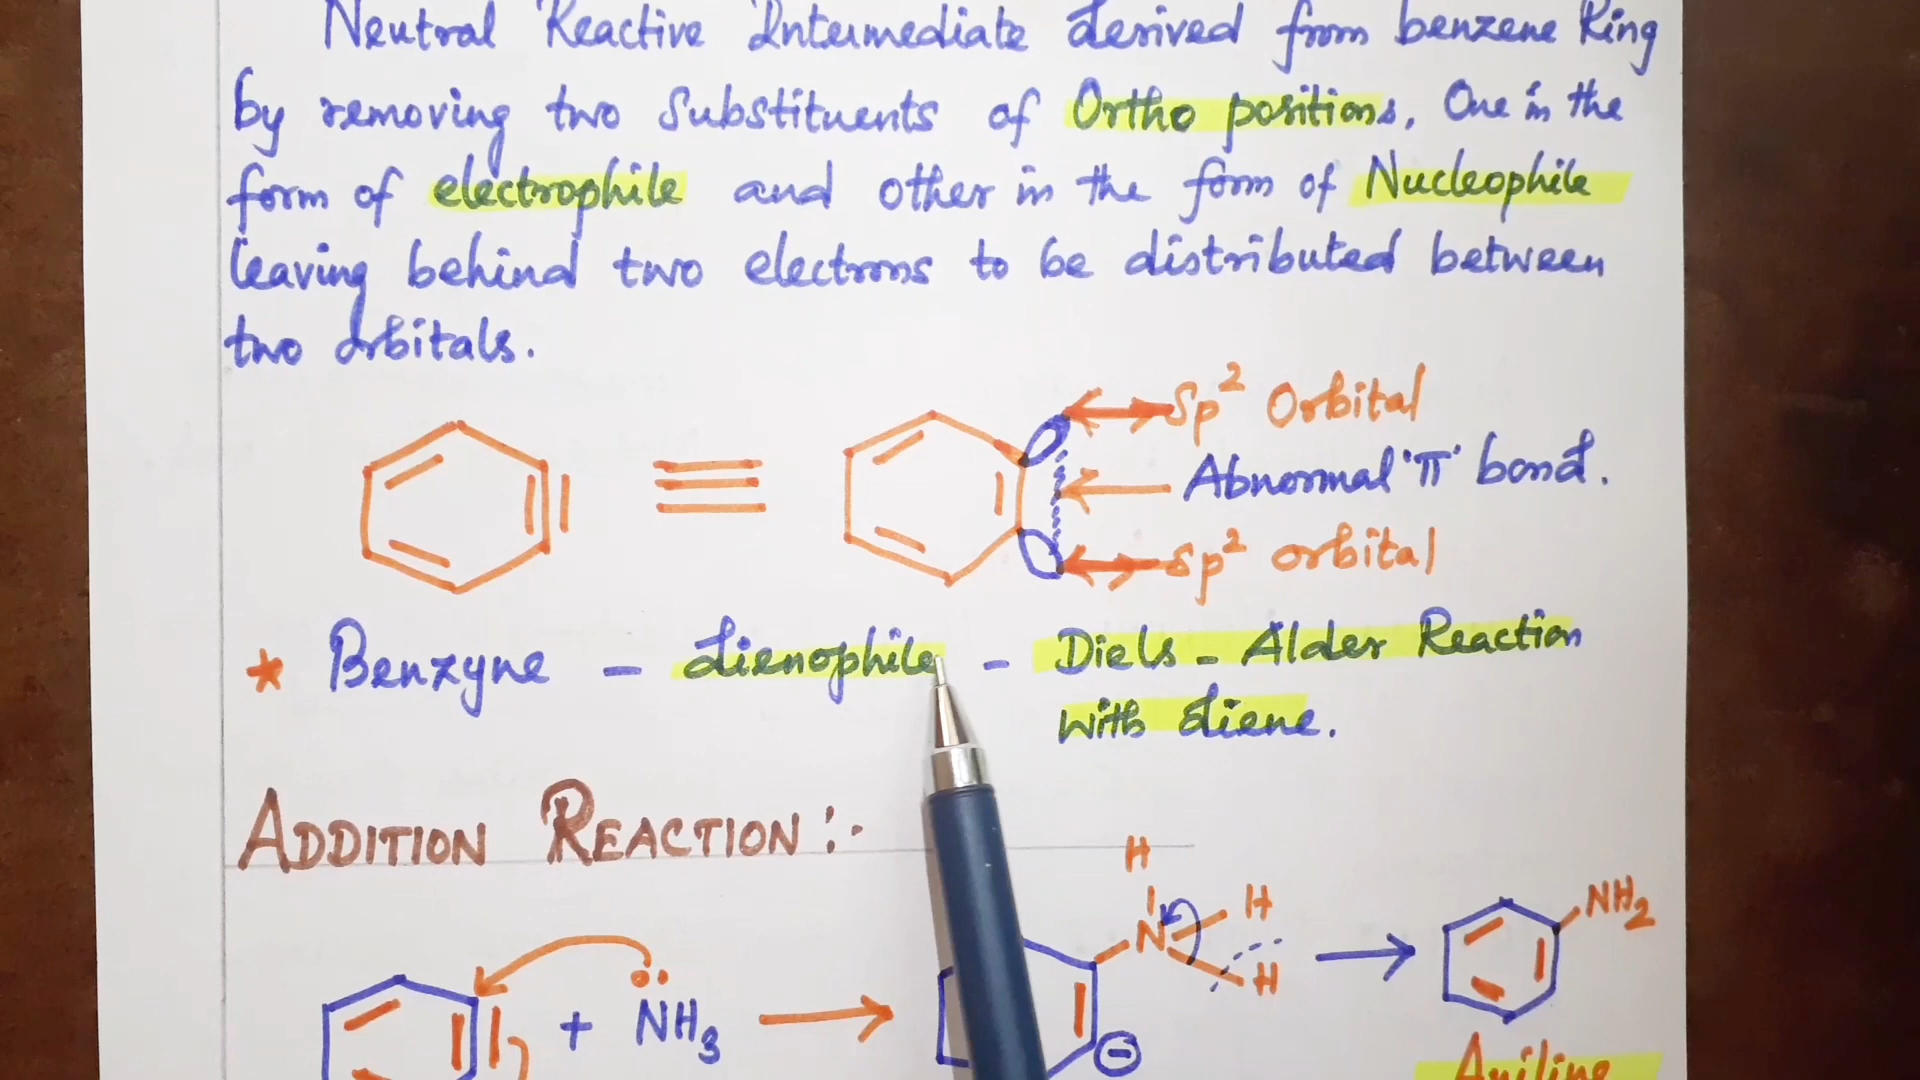 Neutral Reactive Intermediate derived from benzene Ring
by removing two Substituents of Ortho positions. One in the
form of electrophile and other in the form of Nucleophile
leaving behind two electrons to be distributed between
two orbitals.
Sp² Orbital
Abnormal 'π' bond.
Sp² orbital
* Benzyne - dienophile - Diels - Alder Reaction
with diene.
ADDITION REACTION :-
+ NH₃
H
N H
H
⊖
NH₂
Aniline